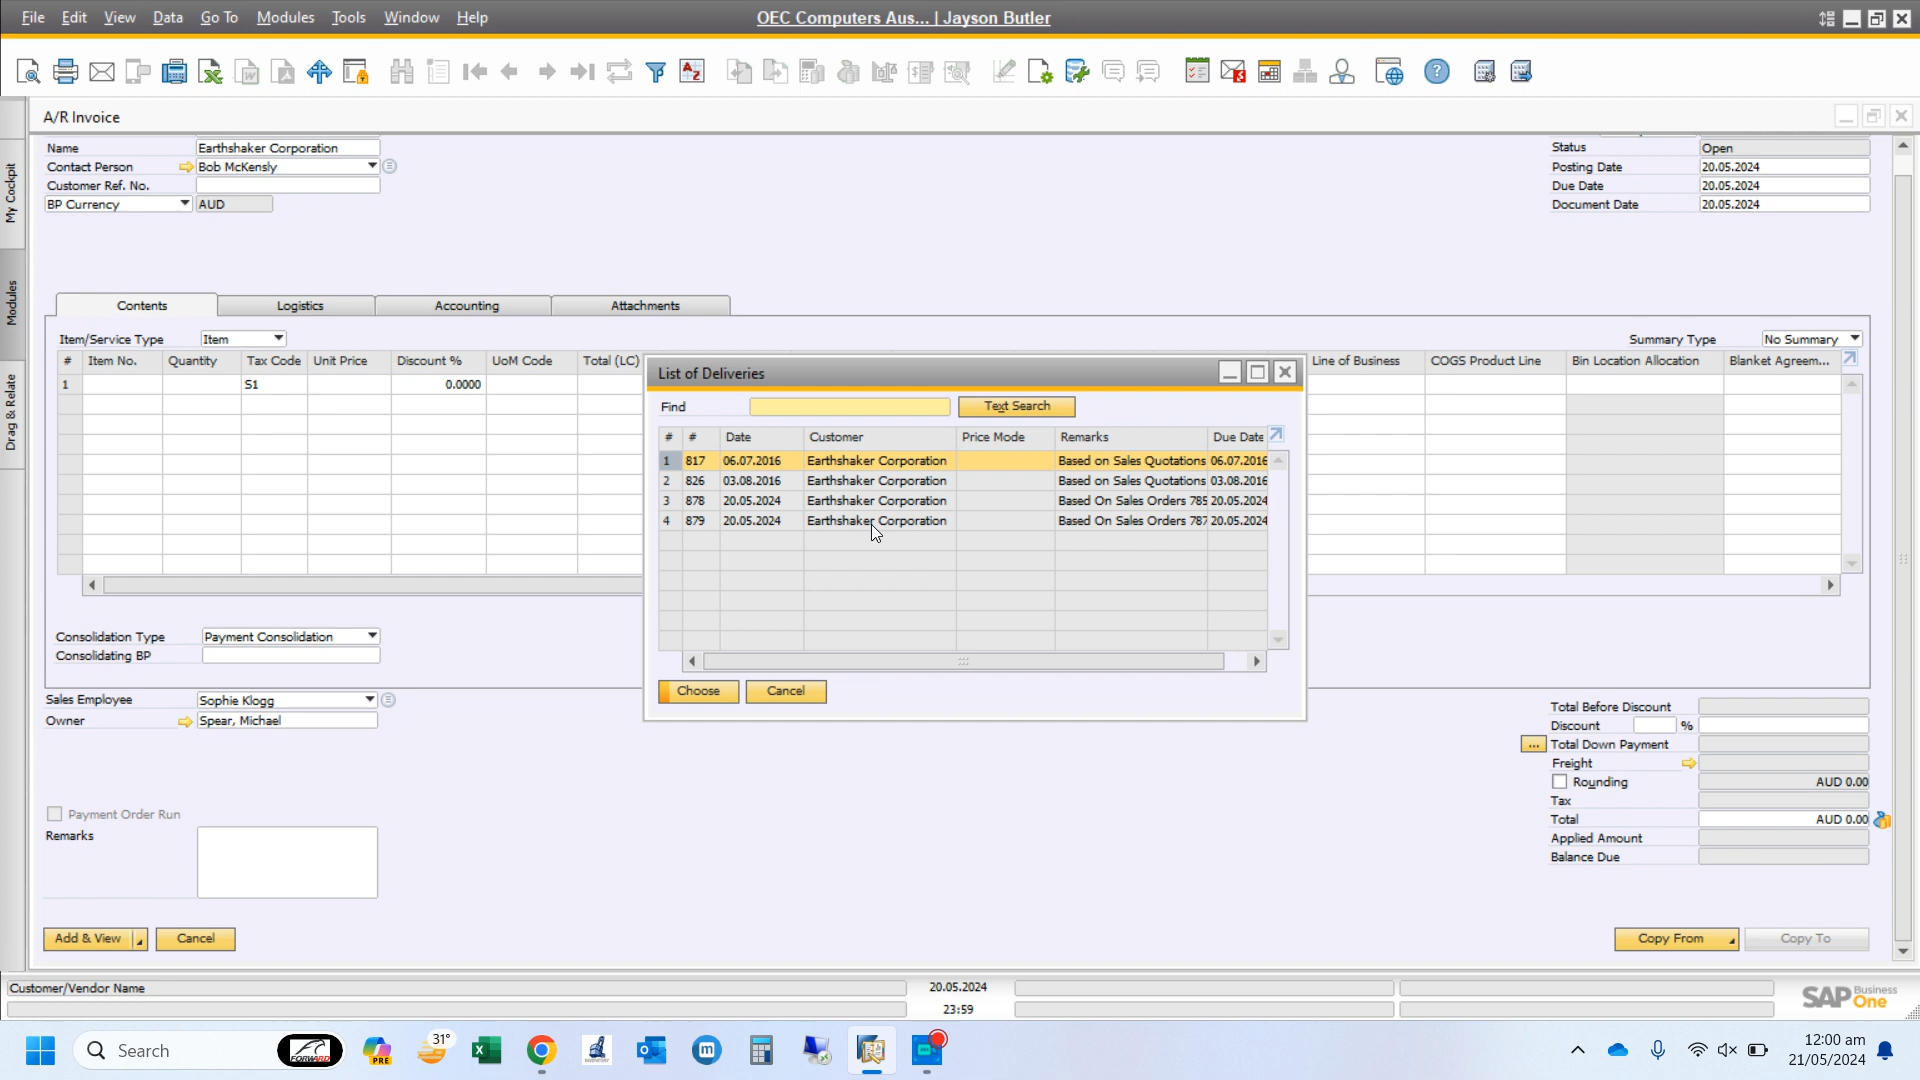 File Edit View Data Go To Modules Tools Window Help
OEC Computers Aus... | Jayson Butler
A/R Invoice
My Cockpit
Modules
Drag & Relate
Name Earthshaker Corporation
Contact Person Bob McKensly
Customer Ref. No.
BP Currency AUD
Status Open
Posting Date 20.05.2024
Due Date 20.05.2024
Document Date 20.05.2024
Contents Logistics Accounting Attachments
Item/Service Type Item
Summary Type No Summary
# Item No. Quantity Tax Code Unit Price Discount % UoM Code Total (LC) Line of Business COGS Product Line Bin Location Allocation Blanket Agreem...
1 S1 0.0000
List of Deliveries
Find Text Search
# # Date Customer Price Mode Remarks Due Date
1 817 06.07.2016 Earthshaker Corporation Based on Sales Quotations 06.07.2016
2 826 03.08.2016 Earthshaker Corporation Based on Sales Quotations 03.08.2016
3 878 20.05.2024 Earthshaker Corporation Based On Sales Orders 785 20.05.2024
4 879 20.05.2024 Earthshaker Corporation Based On Sales Orders 787 20.05.2024
Choose Cancel
Consolidation Type Payment Consolidation
Consolidating BP
Sales Employee Sophie Klogg
Owner Spear, Michael
Total Before Discount
Discount %
... Total Down Payment
Freight
Rounding AUD 0.00
Tax
Total AUD 0.00
Applied Amount
Balance Due
Payment Order Run
Remarks
Add & View Cancel
Copy From Copy To
Customer/Vendor Name 20.05.2024
23:59
SAP Business One
Search
FORWARD
PRE
31°
12:00 am
21/05/2024